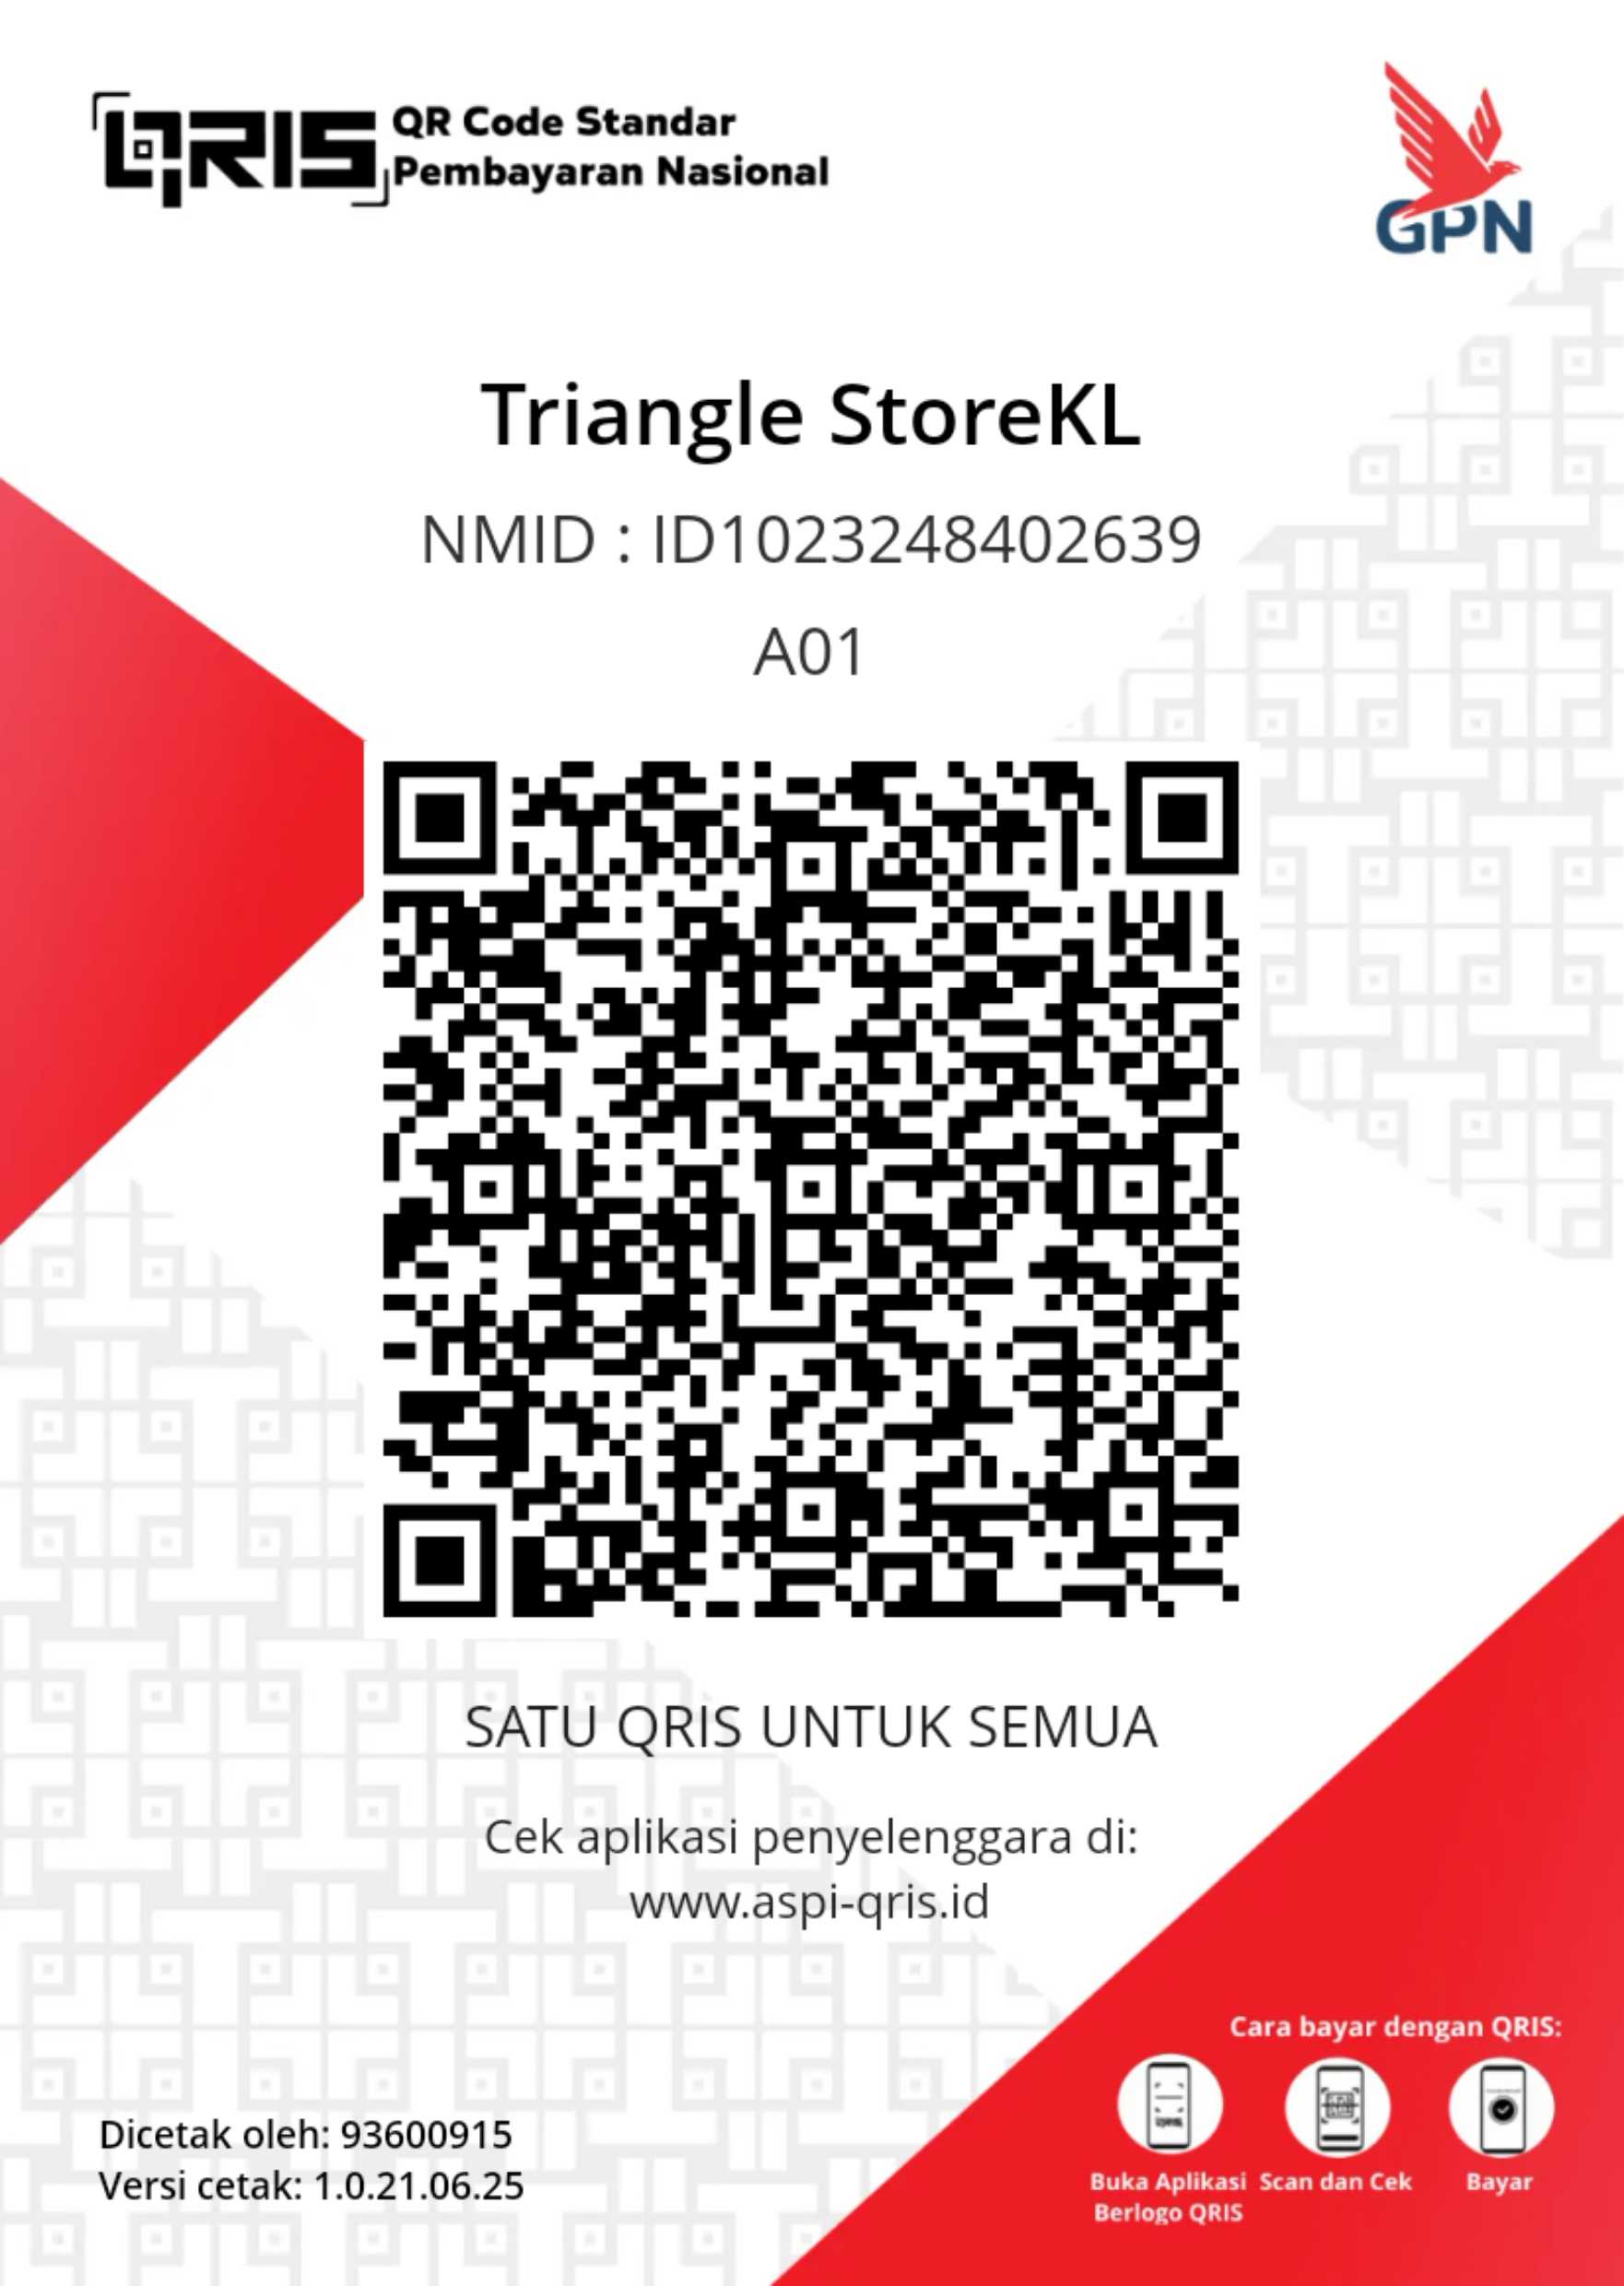 QRIS
QR Code Standar
Pembayaran Nasional
GPN
Triangle StoreKL
NMID : ID1023248402639
A01
SATU QRIS UNTUK SEMUA
Cek aplikasi penyelenggara di:
www.aspi-qris.id
Cara bayar dengan QRIS:
Buka Aplikasi
Berlogo QRIS
Scan dan Cek
Bayar
Dicetak oleh: 93600915
Versi cetak: 1.0.21.06.25